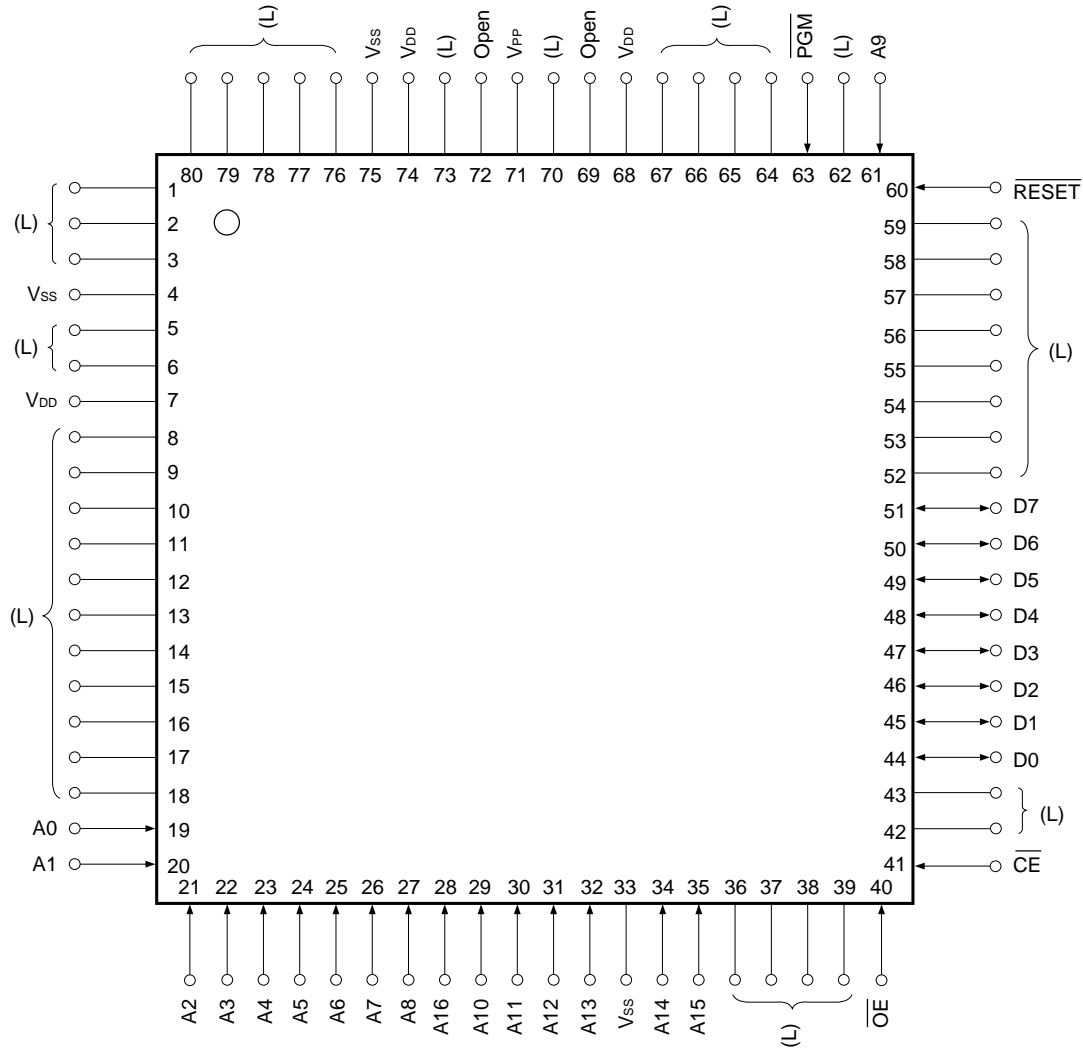 (L) VSS VDD (L) Open VPP (L) Open VDD (L) PGM (L) A9
80 79 78 77 76 75 74 73 72 71 70 69 68 67 66 65 64 63 62 61
(L) 1 60 RESET
2 59
3 58
VSS 4 57
(L) 5 56
6 55 (L)
VDD 7 54
8 53
9 52
10 51 D7
11 50 D6
12 49 D5
(L) 13 48 D4
14 47 D3
15 46 D2
16 45 D1
17 44 D0
18 43 (L)
A0 19 42
A1 20 41 CE
21 22 23 24 25 26 27 28 29 30 31 32 33 34 35 36 37 38 39 40
A2 A3 A4 A5 A6 A7 A8 A16 A10 A11 A12 A13 VSS A14 A15 (L) OE